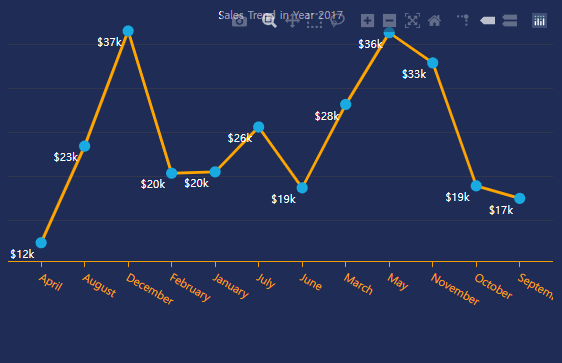 Sales Trend in Year 2017
$37k
$36k
$33k
$28k
$26k
$23k
$20k
$20k
$19k
$19k
$17k
$12k
April
August
December
February
January
July
June
March
May
November
October
Septem